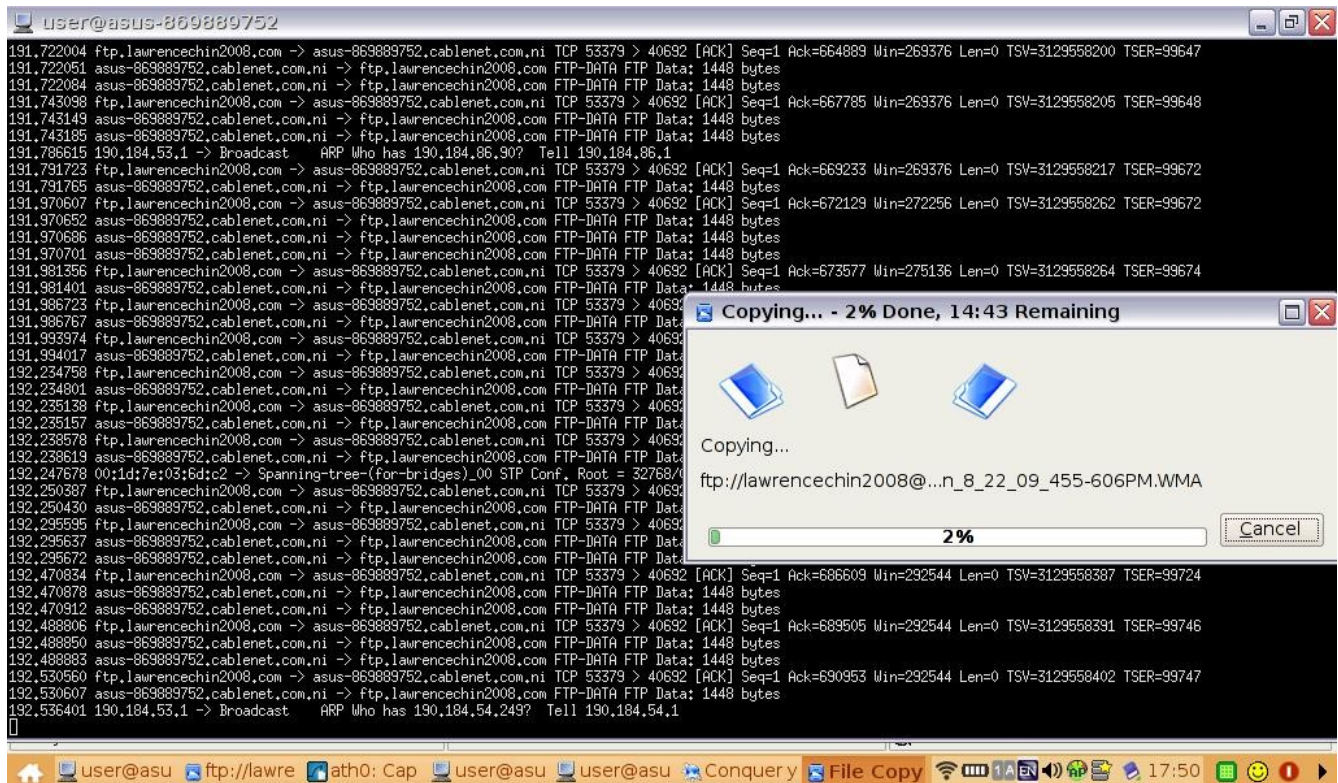 user@asus-869889752
191.722004 ftp.lawrencechin2008.com -> asus-869889752.cablenet.com.ni TCP 53379 > 40692 [ACK] Seq=1 Ack=664889 Win=269376 Len=0 TSV=3129558200 TSER=99647
191.722051 asus-869889752.cablenet.com.ni -> ftp.lawrencechin2008.com FTP-DATA FTP Data: 1448 bytes
191.722084 asus-869889752.cablenet.com.ni -> ftp.lawrencechin2008.com FTP-DATA FTP Data: 1448 bytes
191.743098 ftp.lawrencechin2008.com -> asus-869889752.cablenet.com.ni TCP 53379 > 40692 [ACK] Seq=1 Ack=667785 Win=269376 Len=0 TSV=3129558205 TSER=99648
191.743149 asus-869889752.cablenet.com.ni -> ftp.lawrencechin2008.com FTP-DATA FTP Data: 1448 bytes
191.743185 asus-869889752.cablenet.com.ni -> ftp.lawrencechin2008.com FTP-DATA FTP Data: 1448 bytes
191.786615 190.184.53.1 -> Broadcast ARP Who has 190.184.86.90? Tell 190.184.86.1
191.791723 ftp.lawrencechin2008.com -> asus-869889752.cablenet.com.ni TCP 53379 > 40692 [ACK] Seq=1 Ack=669233 Win=269376 Len=0 TSV=3129558217 TSER=99672
191.791765 asus-869889752.cablenet.com.ni -> ftp.lawrencechin2008.com FTP-DATA FTP Data: 1448 bytes
191.970607 ftp.lawrencechin2008.com -> asus-869889752.cablenet.com.ni TCP 53379 > 40692 [ACK] Seq=1 Ack=672129 Win=272256 Len=0 TSV=3129558262 TSER=99672
191.970652 asus-869889752.cablenet.com.ni -> ftp.lawrencechin2008.com FTP-DATA FTP Data: 1448 bytes
191.970686 asus-869889752.cablenet.com.ni -> ftp.lawrencechin2008.com FTP-DATA FTP Data: 1448 bytes
191.970701 asus-869889752.cablenet.com.ni -> ftp.lawrencechin2008.com FTP-DATA FTP Data: 1448 bytes
191.981356 ftp.lawrencechin2008.com -> asus-869889752.cablenet.com.ni TCP 53379 > 40692 [ACK] Seq=1 Ack=673577 Win=275136 Len=0 TSV=3129558264 TSER=99674
191.981401 asus-869889752.cablenet.com.ni -> ftp.lawrencechin2008.com FTP-DATA FTP Data: 1448 bytes
191.986723 ftp.lawrencechin2008.com -> asus-869889752.cablenet.com.ni TCP 53379 > 4069
191.986767 asus-869889752.cablenet.com.ni -> ftp.lawrencechin2008.com FTP-DATA FTP Data
191.993974 ftp.lawrencechin2008.com -> asus-869889752.cablenet.com.ni TCP 53379 > 40692
191.994017 asus-869889752.cablenet.com.ni -> ftp.lawrencechin2008.com FTP-DATA FTP Data
192.234758 ftp.lawrencechin2008.com -> asus-869889752.cablenet.com.ni TCP 53379 > 40692
192.234801 asus-869889752.cablenet.com.ni -> ftp.lawrencechin2008.com FTP-DATA FTP Data
192.235138 ftp.lawrencechin2008.com -> asus-869889752.cablenet.com.ni TCP 53379 > 40692
192.235157 asus-869889752.cablenet.com.ni -> ftp.lawrencechin2008.com FTP-DATA FTP Data
192.238578 ftp.lawrencechin2008.com -> asus-869889752.cablenet.com.ni TCP 53379 > 40692
192.238619 asus-869889752.cablenet.com.ni -> ftp.lawrencechin2008.com FTP-DATA FTP Data
192.247678 00:1d:7e:03:6d:c2 -> Spanning-tree-(for-bridges)_00 STP Conf. Root = 32768/
192.250387 ftp.lawrencechin2008.com -> asus-869889752.cablenet.com.ni TCP 53379 > 40692
192.250430 asus-869889752.cablenet.com.ni -> ftp.lawrencechin2008.com FTP-DATA FTP Data
192.295595 ftp.lawrencechin2008.com -> asus-869889752.cablenet.com.ni TCP 53379 > 40692
192.295637 asus-869889752.cablenet.com.ni -> ftp.lawrencechin2008.com FTP-DATA FTP Data
192.295672 asus-869889752.cablenet.com.ni -> ftp.lawrencechin2008.com FTP-DATA FTP Data
192.470834 ftp.lawrencechin2008.com -> asus-869889752.cablenet.com.ni TCP 53379 > 40692 [ACK] Seq=1 Ack=686609 Win=292544 Len=0 TSV=3129558387 TSER=99724
192.470878 asus-869889752.cablenet.com.ni -> ftp.lawrencechin2008.com FTP-DATA FTP Data: 1448 bytes
192.470912 asus-869889752.cablenet.com.ni -> ftp.lawrencechin2008.com FTP-DATA FTP Data: 1448 bytes
192.488806 ftp.lawrencechin2008.com -> asus-869889752.cablenet.com.ni TCP 53379 > 40692 [ACK] Seq=1 Ack=689505 Win=292544 Len=0 TSV=3129558391 TSER=99746
192.488850 asus-869889752.cablenet.com.ni -> ftp.lawrencechin2008.com FTP-DATA FTP Data: 1448 bytes
192.488883 asus-869889752.cablenet.com.ni -> ftp.lawrencechin2008.com FTP-DATA FTP Data: 1448 bytes
192.530560 ftp.lawrencechin2008.com -> asus-869889752.cablenet.com.ni TCP 53379 > 40692 [ACK] Seq=1 Ack=690953 Win=292544 Len=0 TSV=3129558402 TSER=99747
192.530607 asus-869889752.cablenet.com.ni -> ftp.lawrencechin2008.com FTP-DATA FTP Data: 1448 bytes
192.536401 190.184.53.1 -> Broadcast ARP Who has 190.184.54.249? Tell 190.184.54.1
Copying... - 2% Done, 14:43 Remaining
Copying...
ftp://lawrencechin2008@...n_8_22_09_455-606PM.WMA
2%
Cancel
user@asu ftp://lawre ath0: Cap user@asu user@asu Conquer y File Copy 1A EN AP 17:50